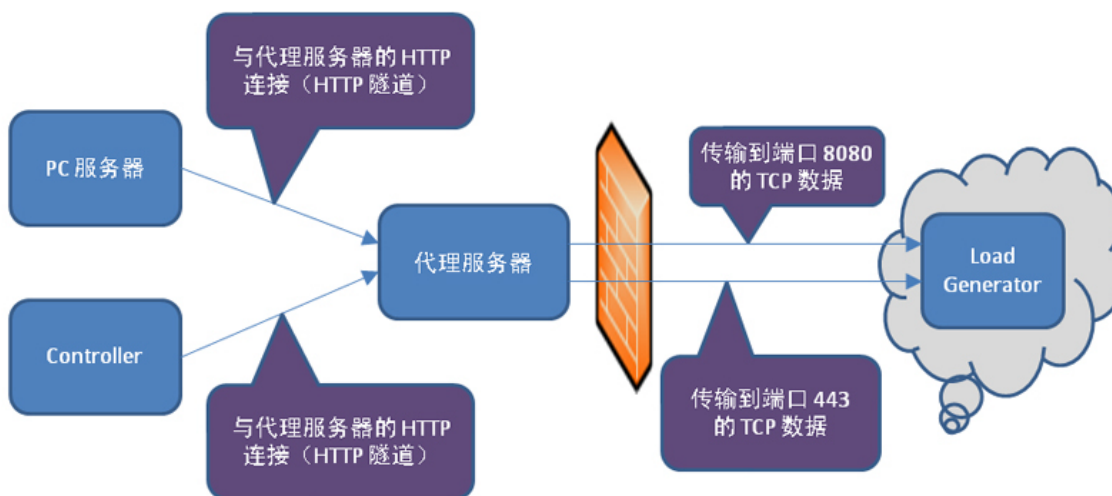 与代理服务器的 HTTP
连接（HTTP 隧道）
PC 服务器
传输到端口 8080
的 TCP 数据
代理服务器
Load
Generator
Controller
传输到端口 443
的 TCP 数据
与代理服务器的 HTTP
连接（HTTP 隧道）